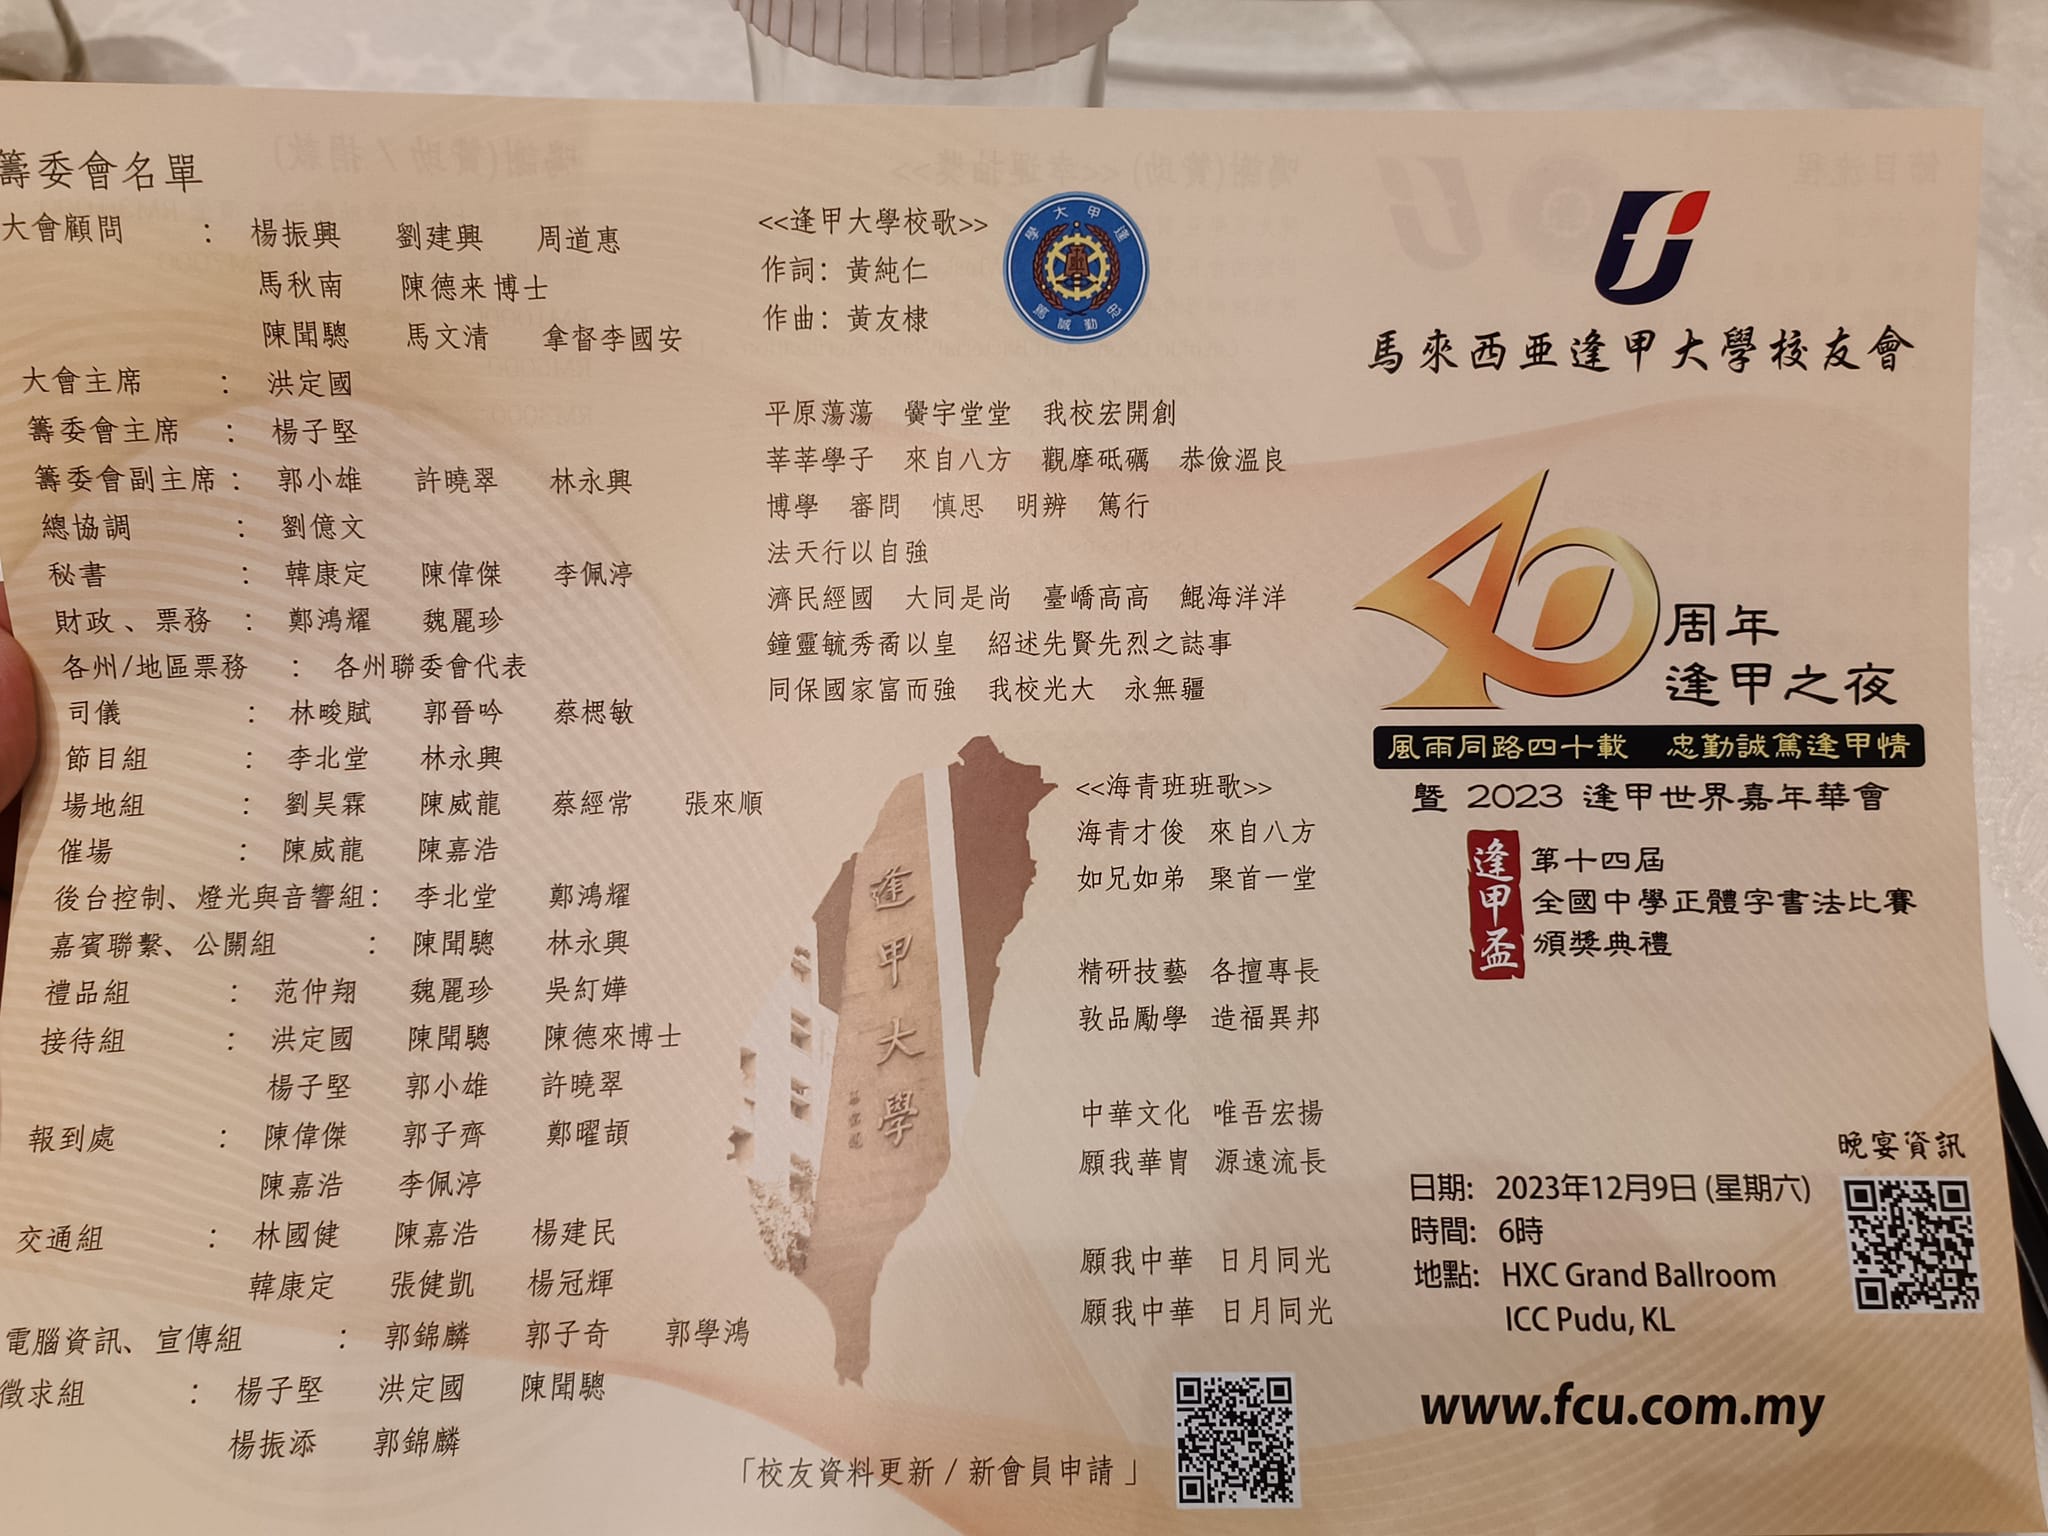 籌委會名單
大會顧問 : 楊振興 劉建興 周道惠
馬秋南 陳德来博士
陳聞驄 馬文清 拿督李國安
大會主席 : 洪定國
籌委會主席 : 楊子堅
籌委會副主席: 郭小雄 許曉翠 林永興
總協調 : 劉億文
秘書 : 韓康定 陳偉傑 李佩渟
財政、票務 : 鄭鴻耀 魏麗珍
各州/地區票務 : 各州聯委會代表
司儀 : 林畯賦 郭晉吟 蔡楒敏
節目組 : 李北堂 林永興
場地組 : 劉昊霖 陳威龍 蔡經常 張來順
催場 : 陳威龍 陳嘉浩
後台控制、燈光與音響組: 李北堂 鄭鴻耀
嘉賓聯繫、公關組 : 陳聞驄 林永興
禮品組 : 范仲翔 魏麗珍 吳紅嬅
接待組 : 洪定國 陳聞驄 陳德來博士
楊子堅 郭小雄 許曉翠
報到處 : 陳偉傑 郭子齊 鄭曜頡
陳嘉浩 李佩渟
交通組 : 林國健 陳嘉浩 楊建民
韓康定 張健凱 楊冠輝
電腦資訊、宣傳組 : 郭錦麟 郭子奇 郭學鴻
徵求組 : 楊子堅 洪定國 陳聞驄
楊振添 郭錦麟
<<逢甲大學校歌>>
作詞: 黃純仁
作曲: 黃友棣
逢甲大學
忠勤誠篤
平原蕩蕩 黌宇堂堂 我校宏開創
莘莘學子 來自八方 觀摩砥礪 恭儉溫良
博學 審問 慎思 明辨 篤行
法天行以自強
濟民經國 大同是尚 臺嶠高高 鯤海洋洋
鐘靈毓秀矞以皇 紹述先賢先烈之誌事
同保國家富而強 我校光大 永無疆
逢甲大學
<<海青班班歌>>
海青才俊 來自八方
如兄如弟 聚首一堂
精研技藝 各擅專長
敦品勵學 造福異邦
中華文化 唯吾宏揚
願我華胄 源遠流長
願我中華 日月同光
願我中華 日月同光
「校友資料更新 / 新會員申請 」
馬來西亞逢甲大學校友會
40周年
逢甲之夜
風雨同路四十載 忠勤誠篤逢甲情
暨 2023 逢甲世界嘉年華會
逢甲盃
第十四屆
全國中學正體字書法比賽
頒獎典禮
晚宴資訊
日期: 2023年12月9日 (星期六)
時間: 6時
地點: HXC Grand Ballroom
ICC Pudu, KL
www.fcu.com.my